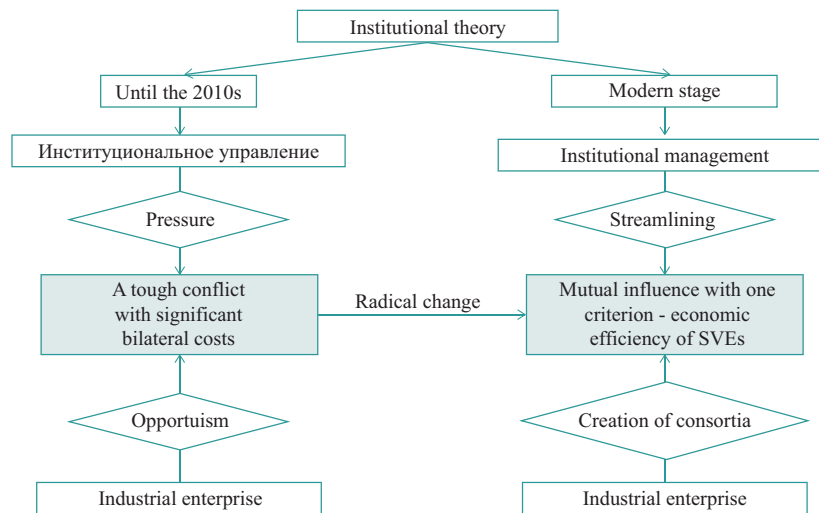 Institutional theory
Until the 2010s
Modern stage
Институциональное управление
Institutional management
Pressure
Streamlining
A tough conflict
with significant
bilateral costs
Radical change
Mutual influence with one
criterion - economic
efficiency of SVEs
Opportuism
Creation of consortia
Industrial enterprise
Industrial enterprise